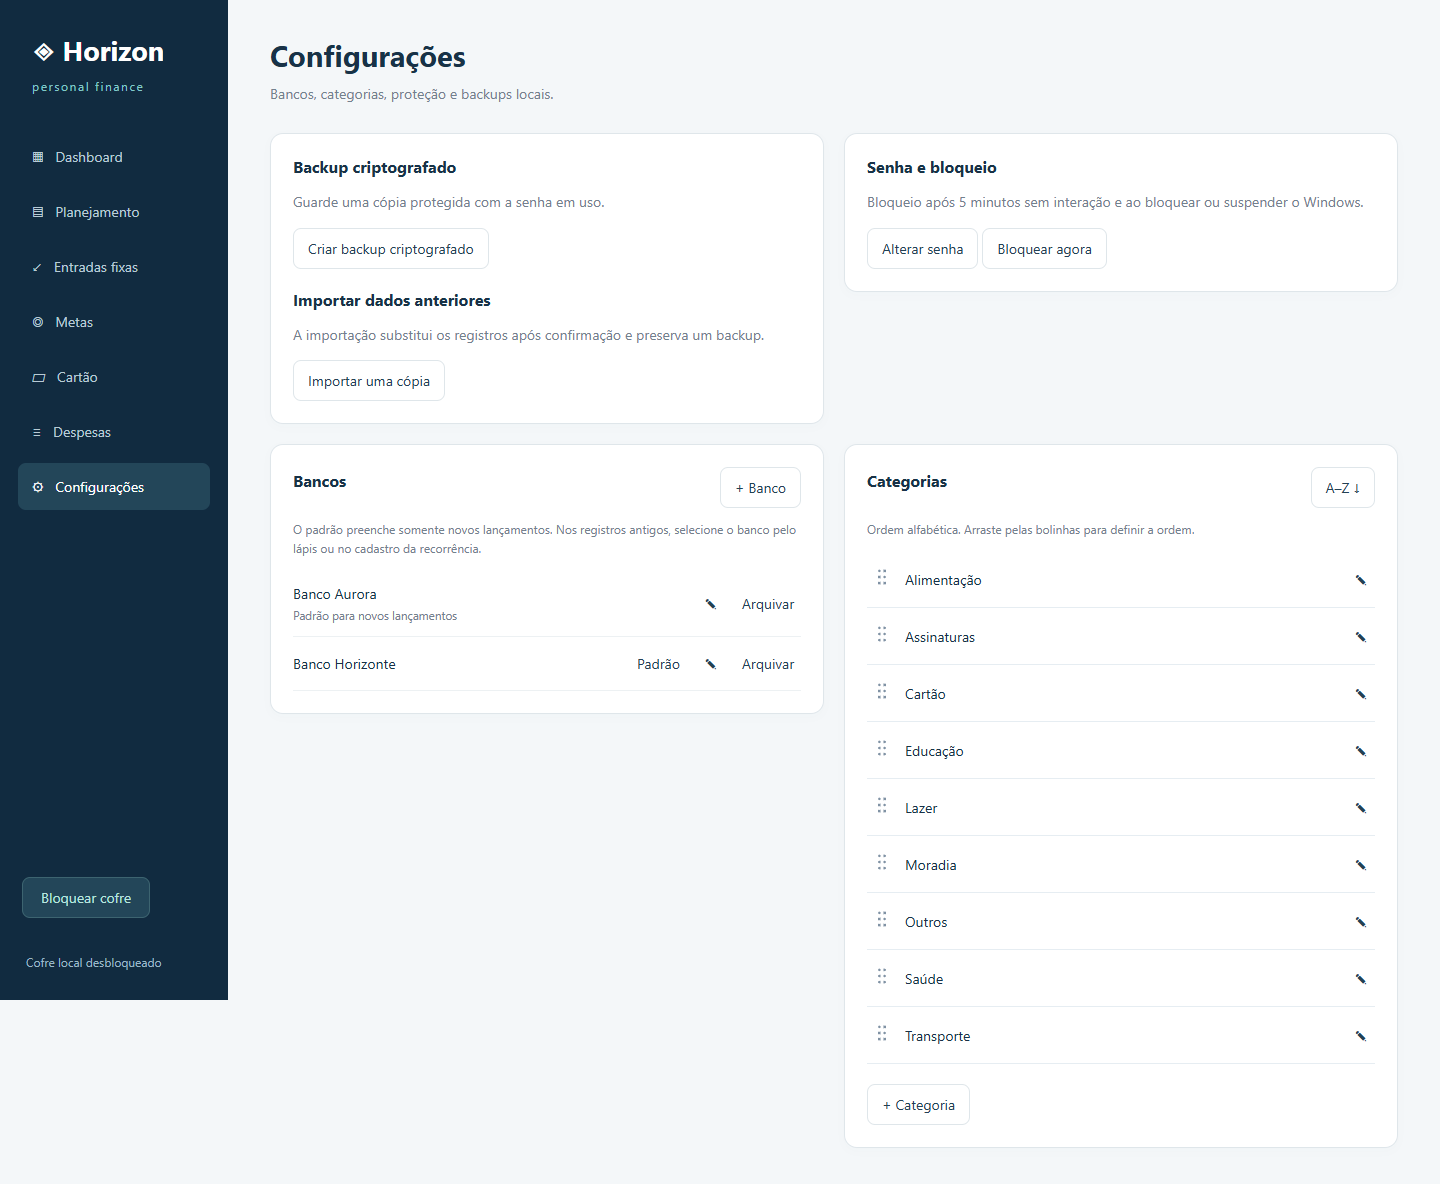 Horizon
personal finance
Dashboard
Planejamento
Entradas fixas
Metas
Cartão
Despesas
Configurações
Bloquear cofre
Cofre local desbloqueado
Configurações
Bancos, categorias, proteção e backups locais.
Backup criptografado
Guarde uma cópia protegida com a senha em uso.
Criar backup criptografado
Importar dados anteriores
A importação substitui os registros após confirmação e preserva um backup.
Importar uma cópia
Senha e bloqueio
Bloqueio após 5 minutos sem interação e ao bloquear ou suspender o Windows.
Alterar senha
Bloquear agora
Bancos
+ Banco
O padrão preenche somente novos lançamentos. Nos registros antigos, selecione o banco pelo
lápis ou no cadastro da recorrência.
Banco Aurora
Padrão para novos lançamentos
Arquivar
Banco Horizonte
Padrão
Arquivar
Categorias
A–Z ↓
Ordem alfabética. Arraste pelas bolinhas para definir a ordem.
Alimentação
Assinaturas
Cartão
Educação
Lazer
Moradia
Outros
Saúde
Transporte
+ Categoria